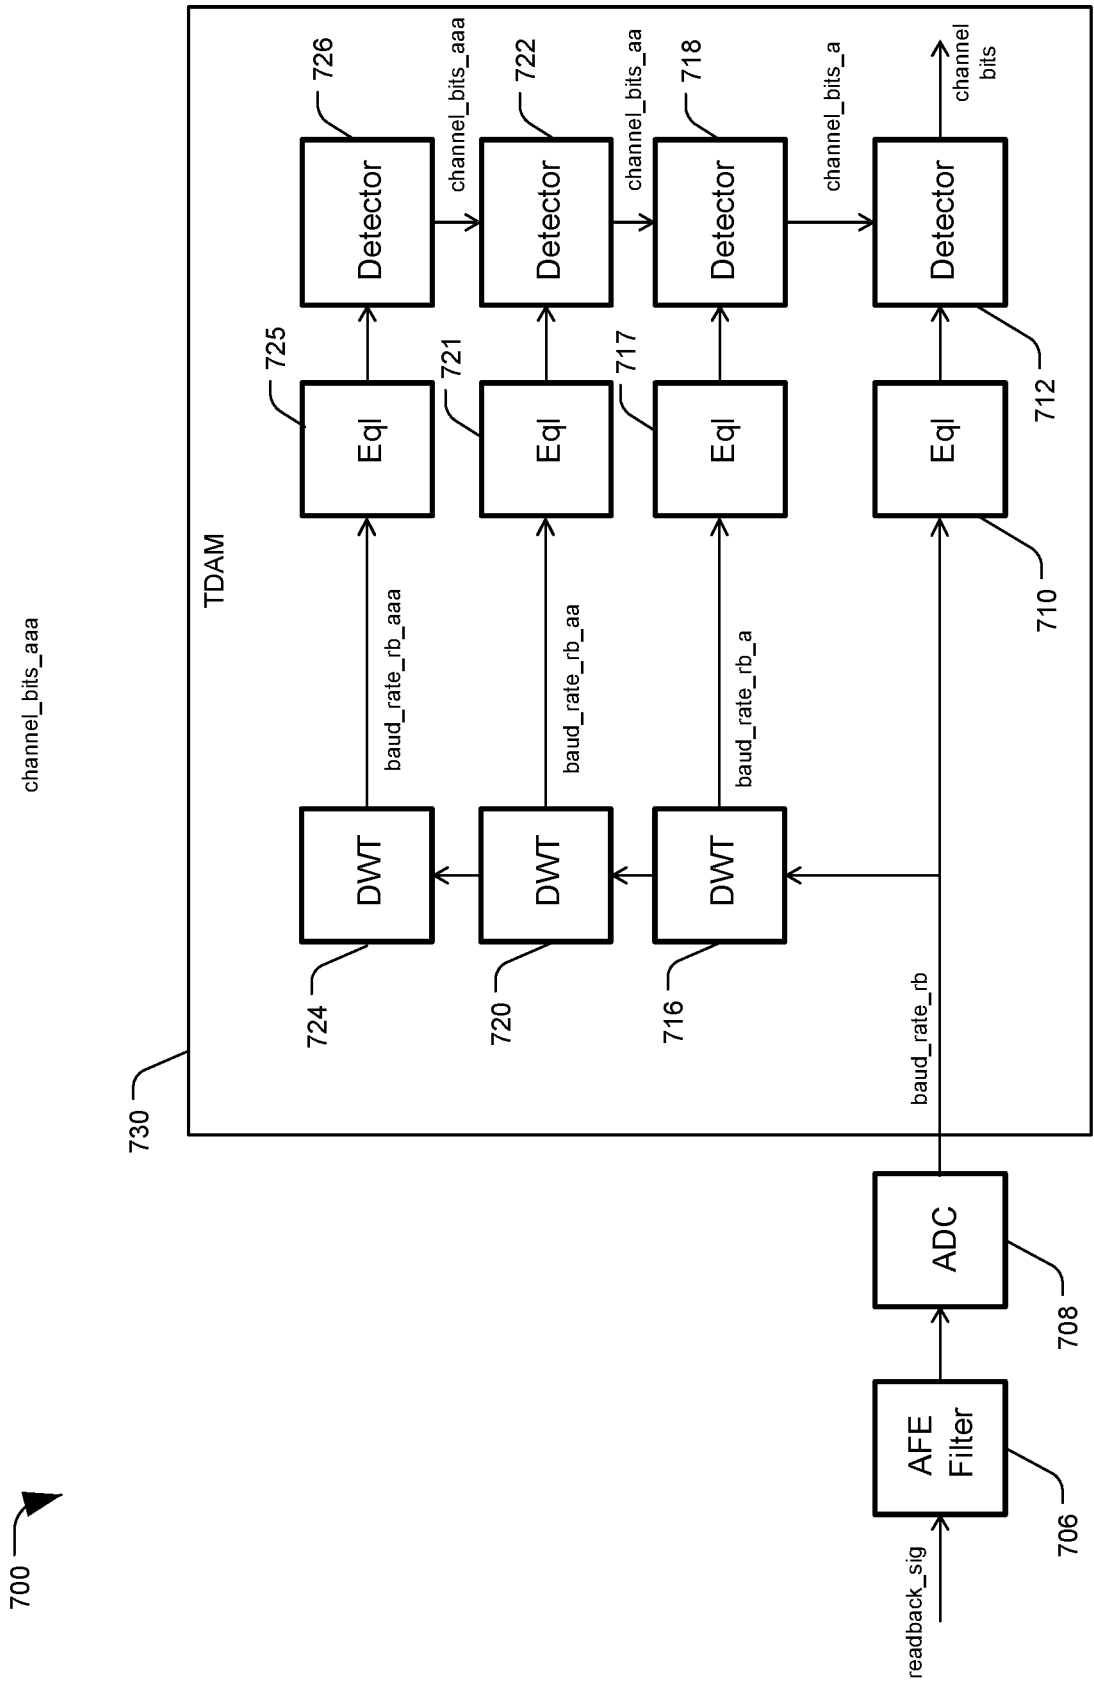 700
channel_bits_aaa
730
TDAM
724
DWT
baud_rate_rb_aaa
725
Eql
726
Detector
channel_bits_aaa
720
DWT
baud_rate_rb_aa
721
Eql
722
Detector
channel_bits_aa
716
DWT
baud_rate_rb_a
717
Eql
718
Detector
channel_bits_a
readback_sig
AFE
Filter
706
ADC
708
baud_rate_rb
Eql
710
Detector
712
channel
bits